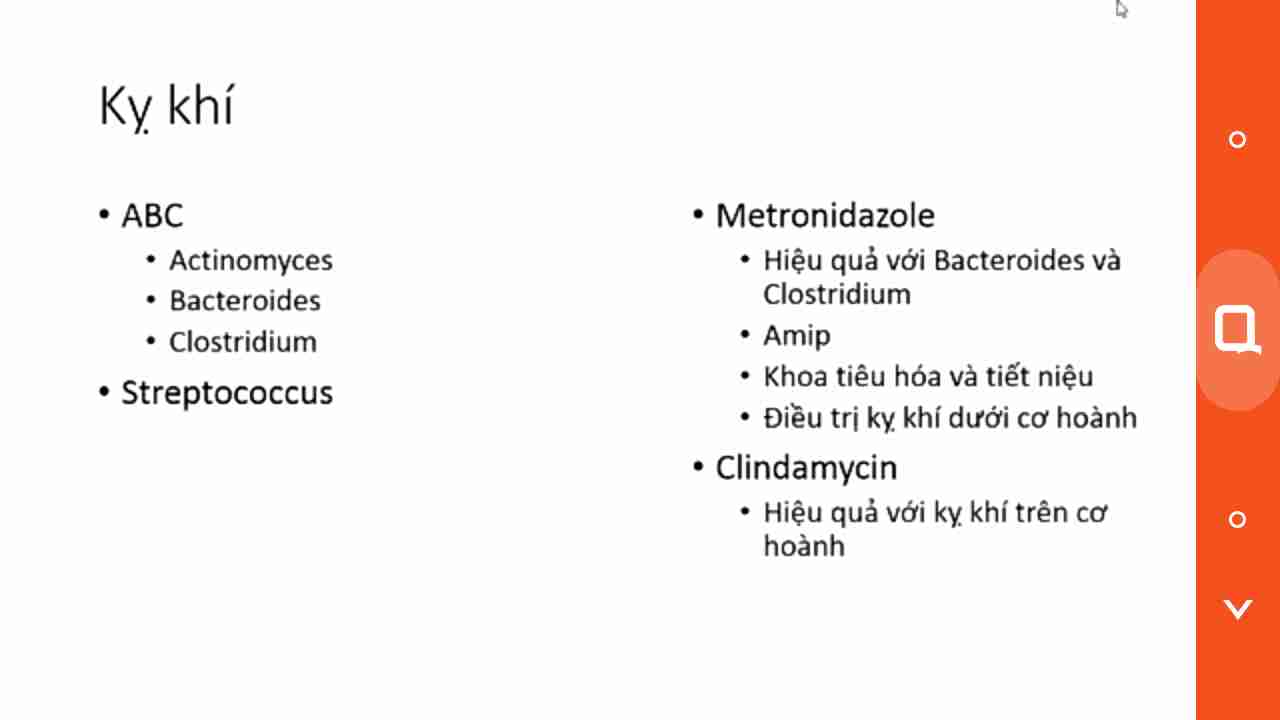 Kỵ khí
• ABC
• Actinomyces
• Bacteroides
• Clostridium
• Streptococcus
• Metronidazole
• Hiệu quả với Bacteroides và
Clostridium
• Amip
• Khoa tiêu hóa và tiết niệu
• Điều trị kỵ khí dưới cơ hoành
• Clindamycin
• Hiệu quả với kỵ khí trên cơ
hoành